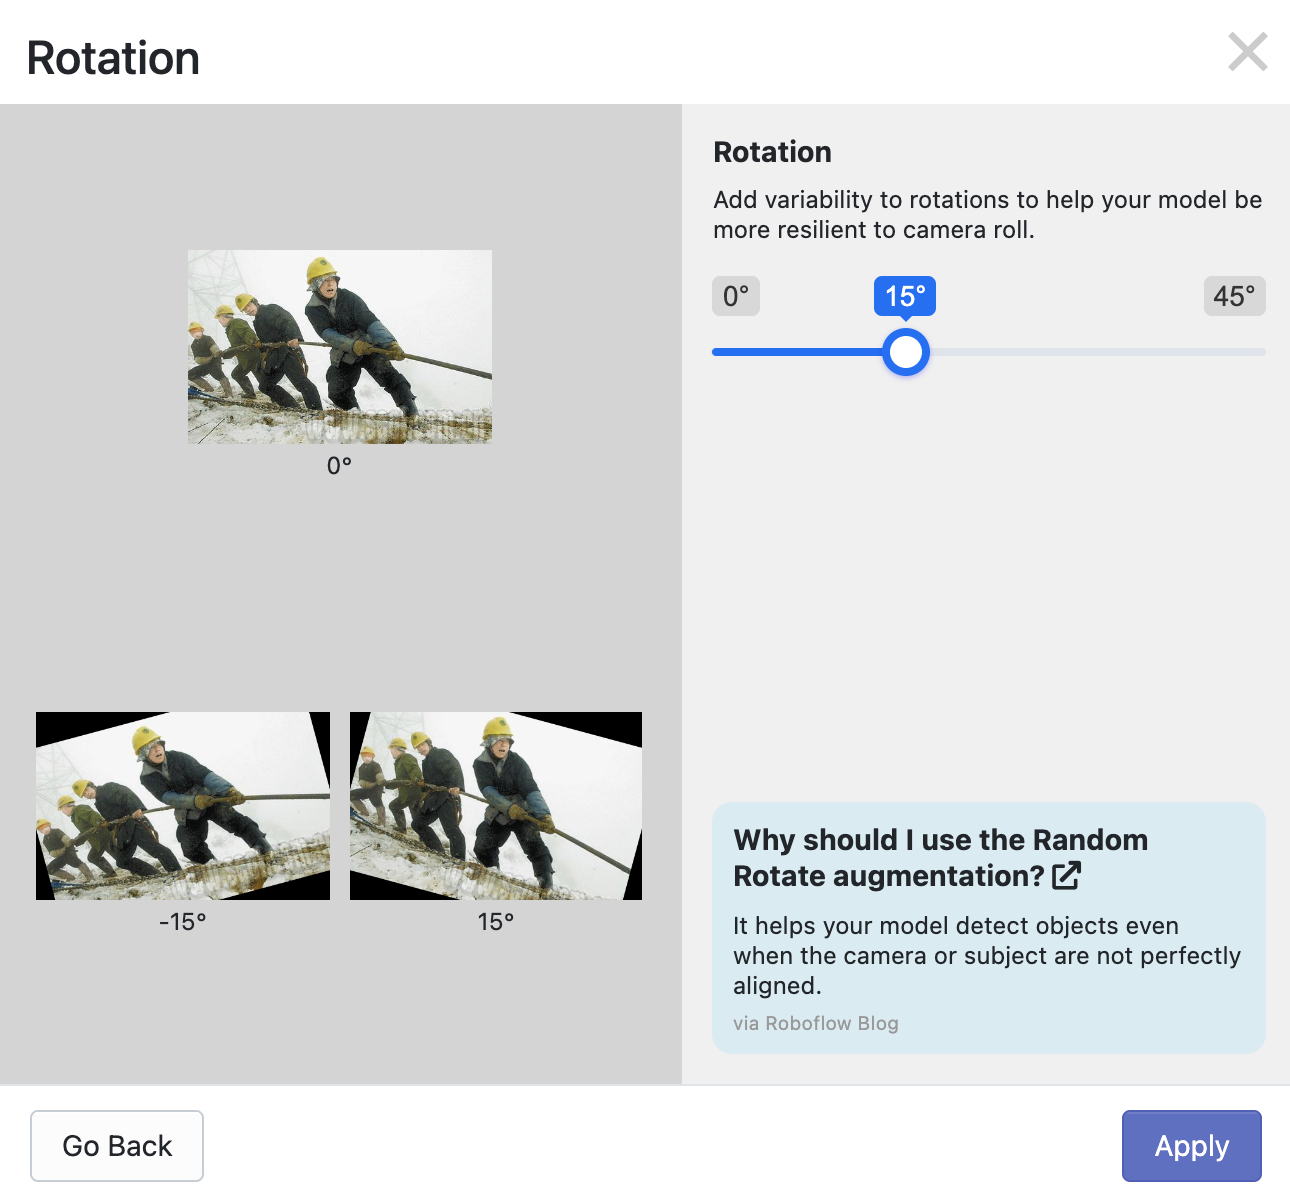 Rotation
Rotation
Add variability to rotations to help your model be
more resilient to camera roll.
0°
15°
45°
0°
-15°
15°
Why should I use the Random
Rotate augmentation?
It helps your model detect objects even
when the camera or subject are not perfectly
aligned.
via Roboflow Blog
Go Back
Apply